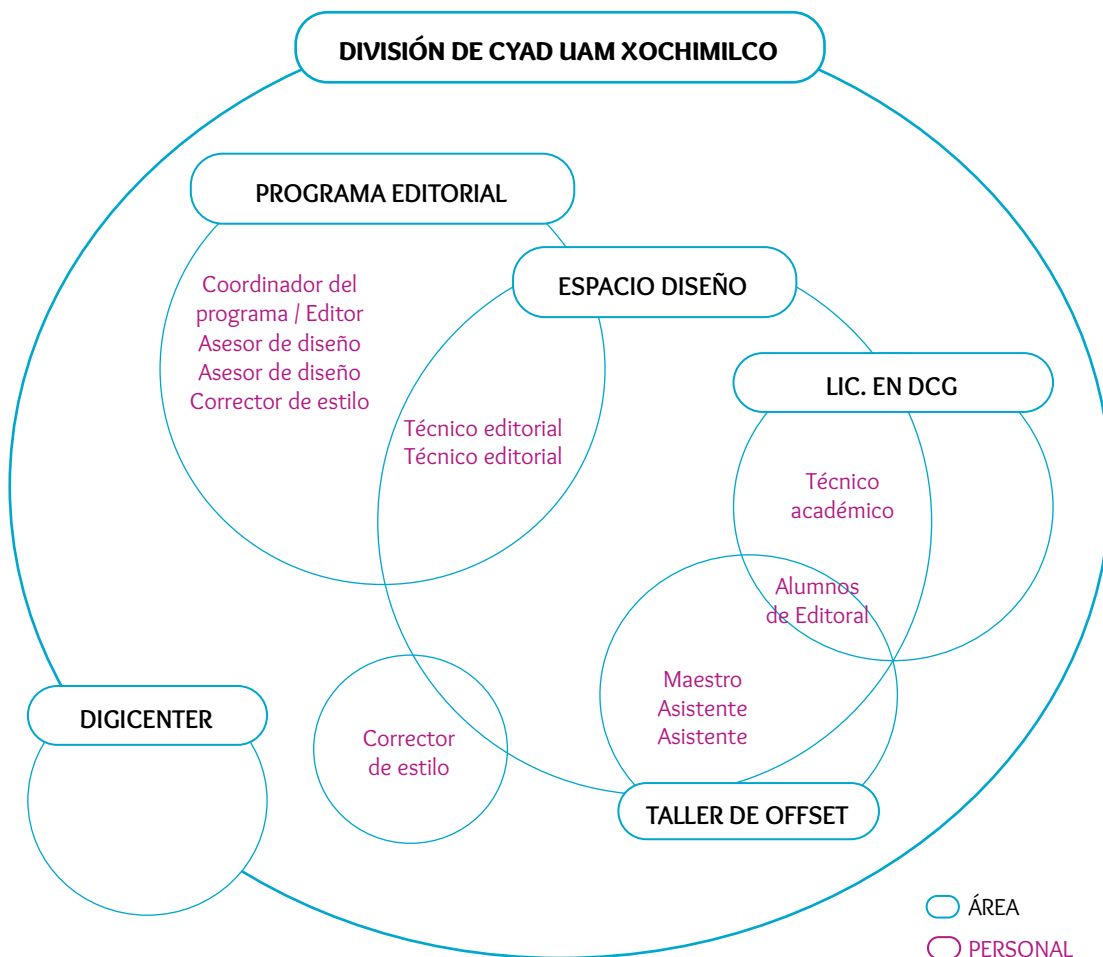 DIVISIÓN DE CYAD UAM XOCHIMILCO
PROGRAMA EDITORIAL
ESPACIO DISEÑO
Coordinador del
programa / Editor
Asesor de diseño
Asesor de diseño
Corrector de estilo
LIC. EN DCG
Técnico editorial
Técnico editorial
Técnico
académico
Alumnos
de Editoral
Maestro
Asistente
Asistente
DIGICENTER
Corrector
de estilo
TALLER DE OFFSET
ÁREA
PERSONAL